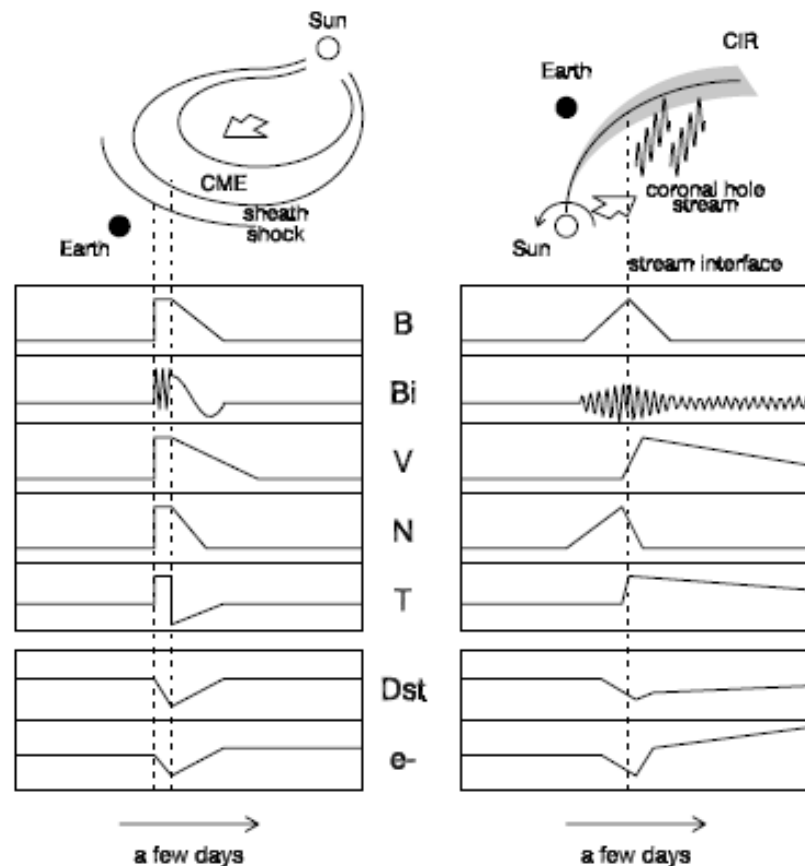 Sun
CME
sheath
shock
Earth
CIR
Earth
coronal hole
stream
Sun
stream interface
B
Bi
V
N
T
Dst
e-
a few days
a few days